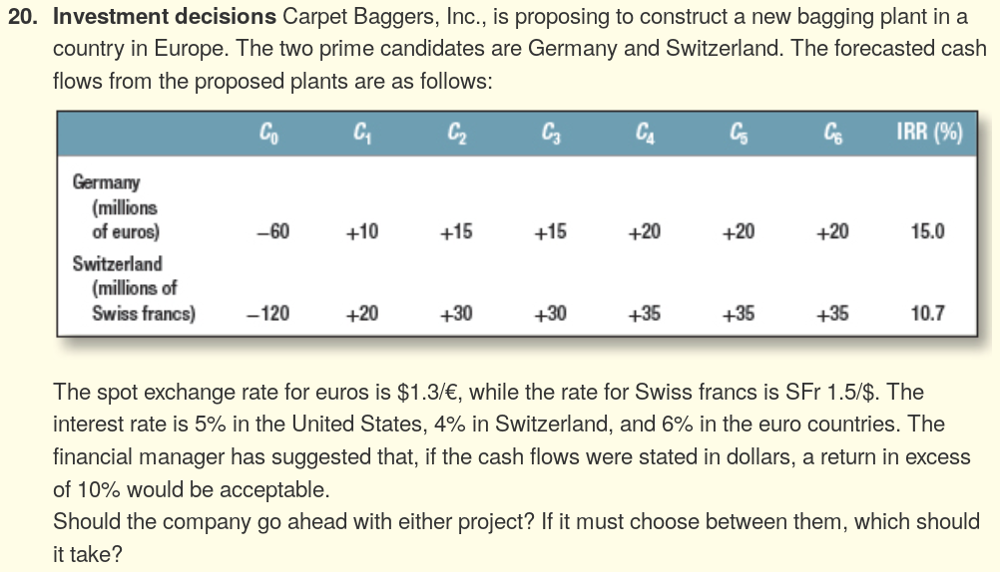 20. Investment decisions Carpet Baggers, Inc., is proposing to construct a new bagging plant in a
country in Europe. The two prime candidates are Germany and Switzerland. The forecasted cash
flows from the proposed plants are as follows:
C0 C1 C2 C3 C4 C5 C6 IRR (%)
Germany
(millions
of euros) –60 +10 +15 +15 +20 +20 +20 15.0
Switzerland
(millions of
Swiss francs) –120 +20 +30 +30 +35 +35 +35 10.7
The spot exchange rate for euros is $1.3/€, while the rate for Swiss francs is SFr 1.5/$. The
interest rate is 5% in the United States, 4% in Switzerland, and 6% in the euro countries. The
financial manager has suggested that, if the cash flows were stated in dollars, a return in excess
of 10% would be acceptable.
Should the company go ahead with either project? If it must choose between them, which should
it take?